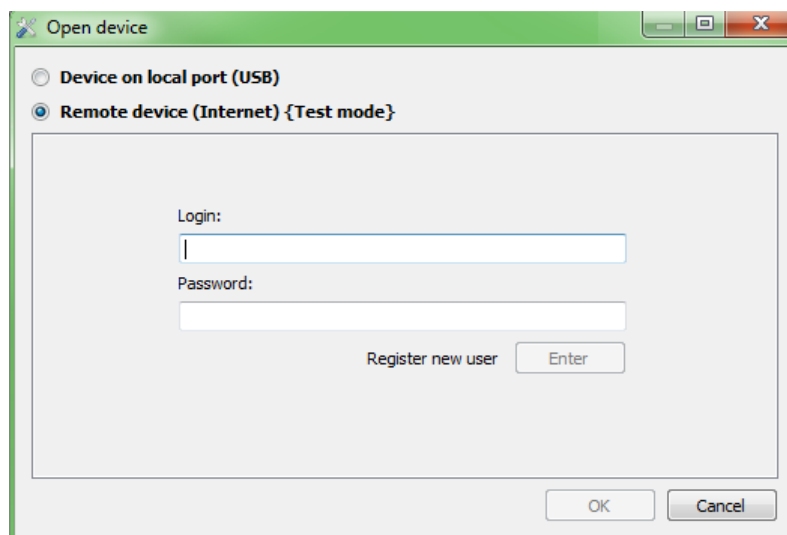 Open device
Device on local port (USB)
Remote device (Internet) {Test mode}
Login:
Password:
Register new user Enter
OK Cancel